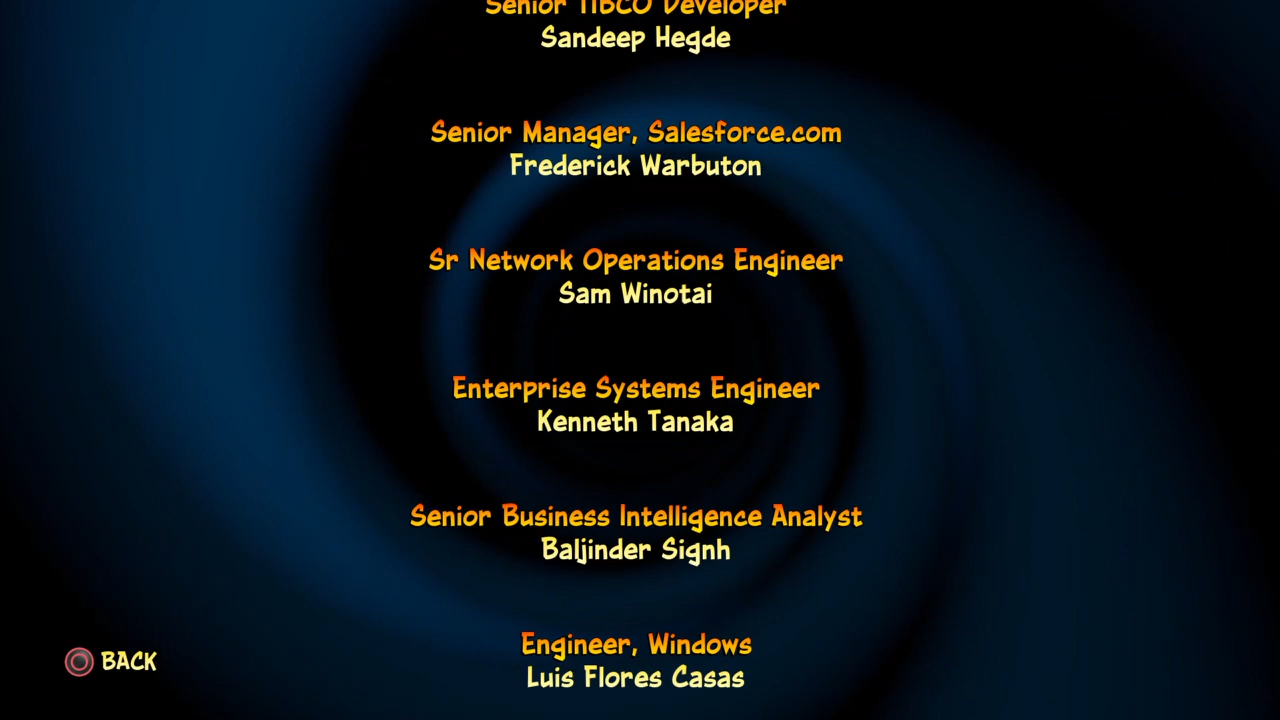 Senior TIBCO Developer
Sandeep Hegde
Senior Manager, Salesforce.com
Frederick Warbuton
Sr Network Operations Engineer
Sam Winotai
Enterprise Systems Engineer
Kenneth Tanaka
Senior Business Intelligence Analyst
Baljinder Signh
Engineer, Windows
Luis Flores Casas
BACK